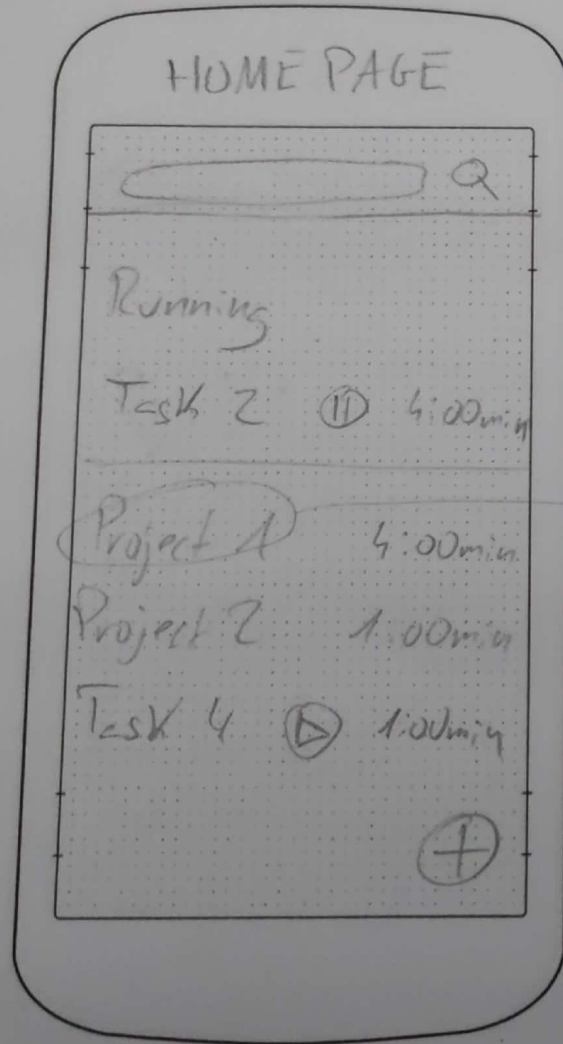 HOME PAGE
Running
Task 2 4:00min
Project 1 4:00min
Project 2 1:00min
Task 4 1:00min